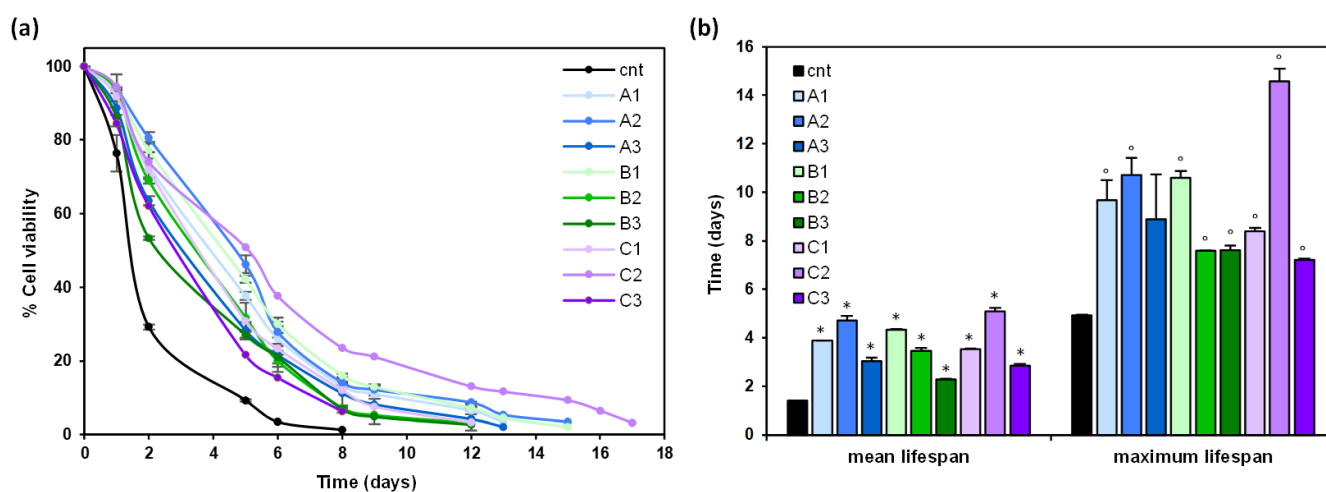 (a)
% Cell viability
100
80
60
40
20
0
0 2 4 6 8 10 12 14 16 18
Time (days)
cnt
A1
A2
A3
B1
B2
B3
C1
C2
C3
(b)
Time (days)
16
14
12
10
8
6
4
2
0
cnt
A1
A2
A3
B1
B2
B3
C1
C2
C3
* * * * * * * * *
° ° ° ° ° ° ° °
mean lifespan maximum lifespan